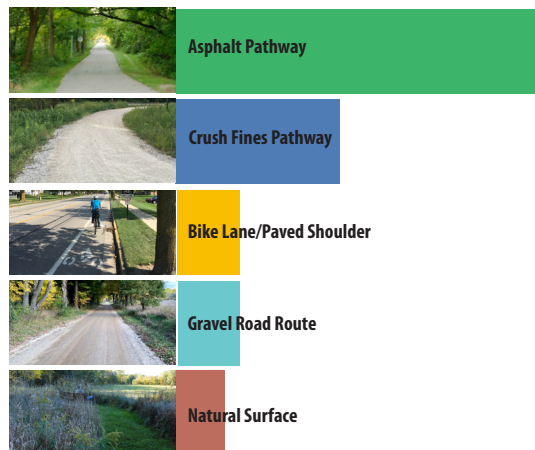 Asphalt Pathway
Crush Fines Pathway
Bike Lane/Paved Shoulder
Gravel Road Route
Natural Surface